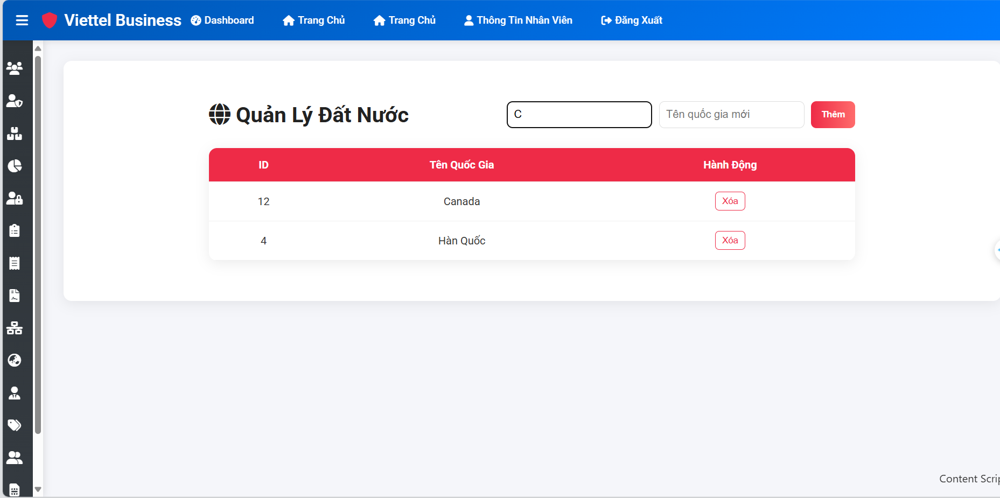 Viettel Business
Dashboard
Trang Chủ
Trang Chủ
Thông Tin Nhân Viên
Đăng Xuất
Quản Lý Đất Nước
C
Tên quốc gia mới
Thêm
ID Tên Quốc Gia Hành Động
12 Canada Xóa
4 Hàn Quốc Xóa
Content